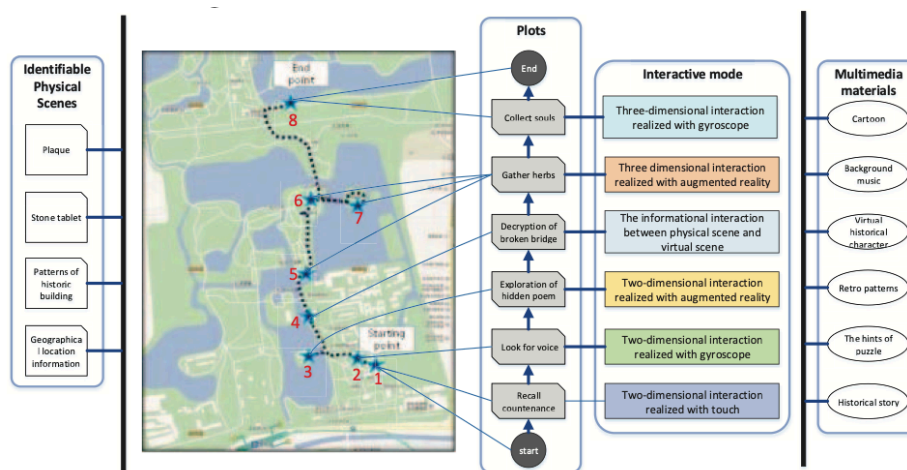 Identifiable
Physical
Scenes
Plaque
Stone tablet
Patterns of
historic
building
Geographica
l location
information
End
point
8
6
7
5
4
Starting
point
3
2
1
Plots
End
Collect souls
Gather herbs
Decryption of
broken bridge
Exploration of
hidden poem
Look for voice
Recall
countenance
start
Interactive mode
Three-dimensional interaction
realized with gyroscope
Three dimensional interaction
realized with augmented reality
The informational interaction
between physical scene and
virtual scene
Two-dimensional interaction
realized with augmented reality
Two-dimensional interaction
realized with gyroscope
Two-dimensional interaction
realized with touch
Multimedia
materials
Cartoon
Background
music
Virtual
historical
character
Retro patterns
The hints of
puzzle
Historical story